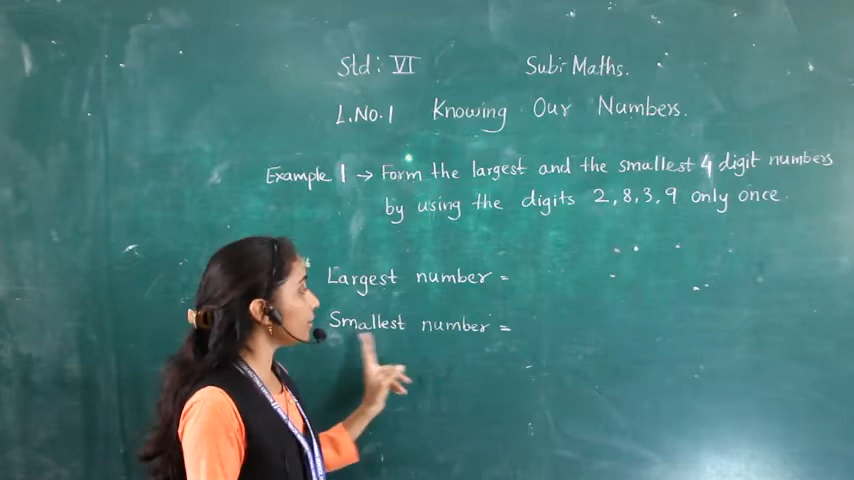 Std: VI Sub:- Maths.
L.No.1 Knowing Our Numbers.
Example 1 → Form the largest and the smallest 4 digit numbers
by using the digits 2,8,3,9 only once.
Largest number =
Smallest number =